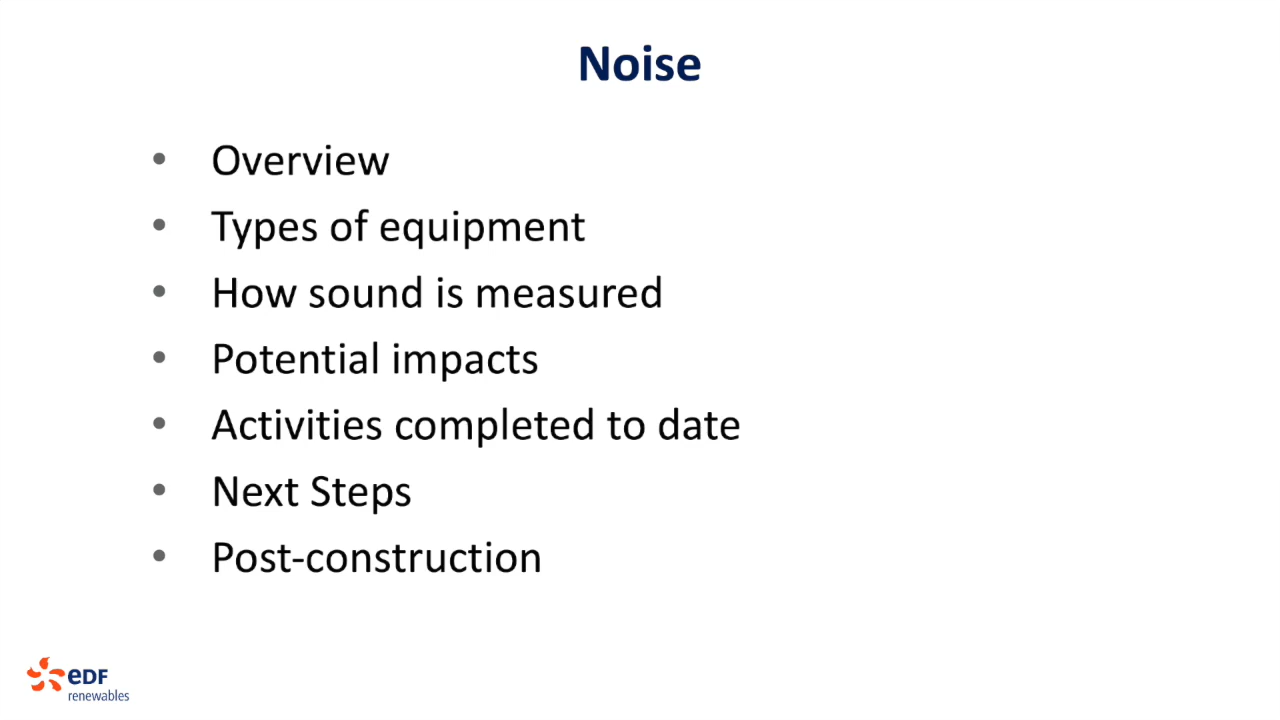 Noise
• Overview
• Types of equipment
• How sound is measured
• Potential impacts
• Activities completed to date
• Next Steps
• Post-construction
eDF
renewables